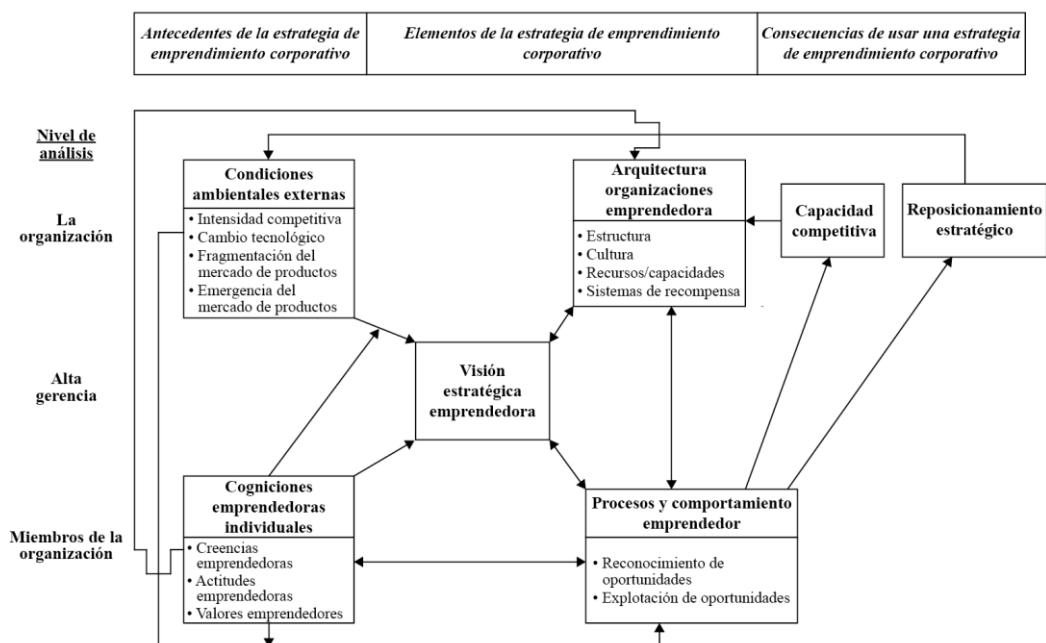 Antecedentes de la estrategia de
emprendimiento corporativo
Elementos de la estrategia de emprendimiento
corporativo
Consecuencias de usar una estrategia
de emprendimiento corporativo
Nivel de
análisis
La
organización
Condiciones
ambientales externas
• Intensidad competitiva
• Cambio tecnológico
• Fragmentación del
mercado de productos
• Emergencia del
mercado de productos
Arquitectura
organizaciones
emprendedora
• Estructura
• Cultura
• Recursos/capacidades
• Sistemas de recompensa
Capacidad
competitiva
Reposicionamiento
estratégico
Alta
gerencia
Visión
estratégica
emprendedora
Miembros de la
organización
Cogniciones
emprendedoras
individuales
• Creencias
emprendedoras
• Actitudes
emprendedoras
• Valores emprendedores
Procesos y comportamiento
emprendedor
• Reconocimiento de
oportunidades
• Explotación de oportunidades